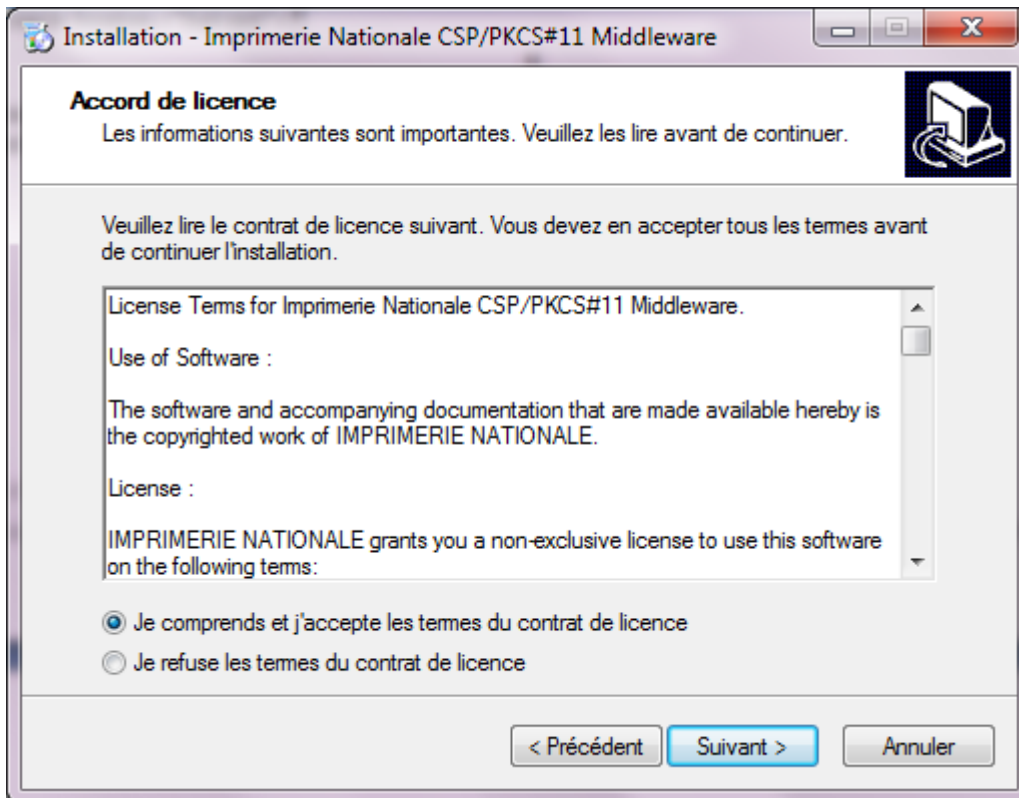 Installation - Imprimerie Nationale CSP/PKCS#11 Middleware
Accord de licence
Les informations suivantes sont importantes. Veuillez les lire avant de continuer.
Veuillez lire le contrat de licence suivant. Vous devez en accepter tous les termes avant
de continuer l'installation.
License Terms for Imprimerie Nationale CSP/PKCS#11 Middleware.
Use of Software :
The software and accompanying documentation that are made available hereby is
the copyrighted work of IMPRIMERIE NATIONALE.
License :
IMPRIMERIE NATIONALE grants you a non-exclusive license to use this software
on the following terms:
Je comprends et j'accepte les termes du contrat de licence
Je refuse les termes du contrat de licence
< Précédent Suivant > Annuler